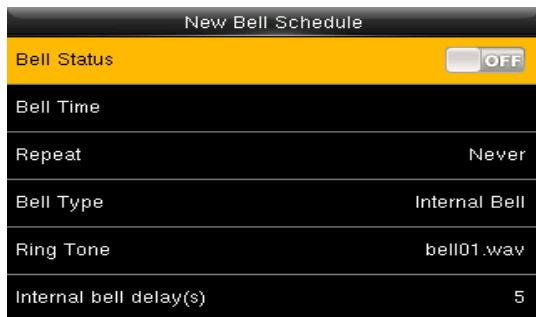 New Bell Schedule
Bell Status OFF
Bell Time
Repeat Never
Bell Type Internal Bell
Ring Tone bell01.wav
Internal bell delay(s) 5